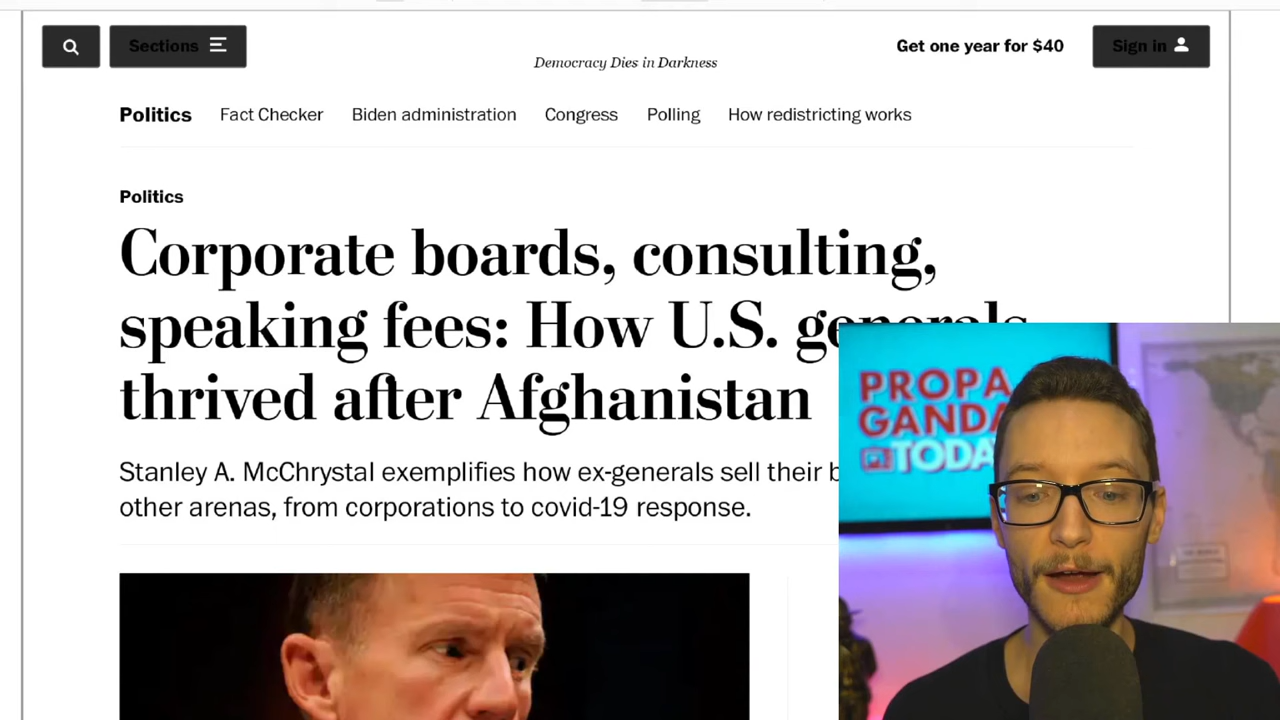 Sections
Democracy Dies in Darkness
Get one year for $40
Sign in
Politics Fact Checker Biden administration Congress Polling How redistricting works
Politics
Corporate boards, consulting,
speaking fees: How U.S. generals
thrived after Afghanistan
Stanley A. McChrystal exemplifies how ex-generals sell their
other arenas, from corporations to covid-19 response.
PROPA
GANDA
TODA